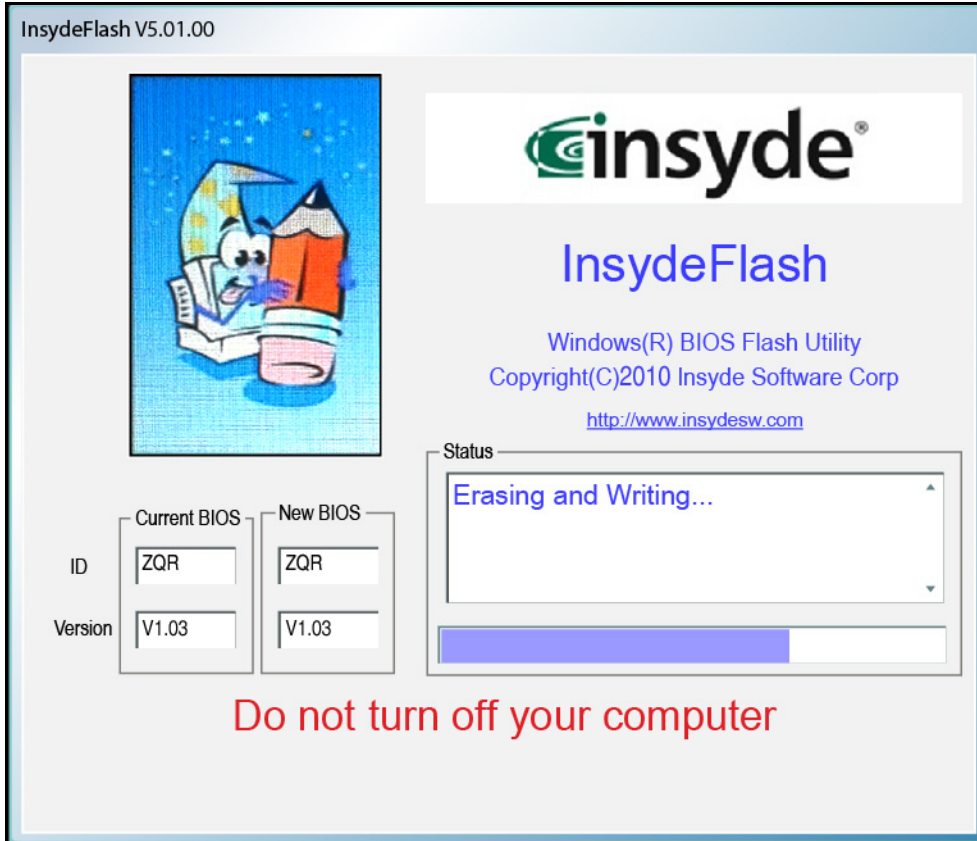 InsydeFlash V5.01.00
insyde®
InsydeFlash
Windows(R) BIOS Flash Utility
Copyright(C)2010 Insyde Software Corp
http://www.insydesw.com
Status
Erasing and Writing...
Current BIOS
New BIOS
ID
ZQR
ZQR
Version
V1.03
V1.03
Do not turn off your computer